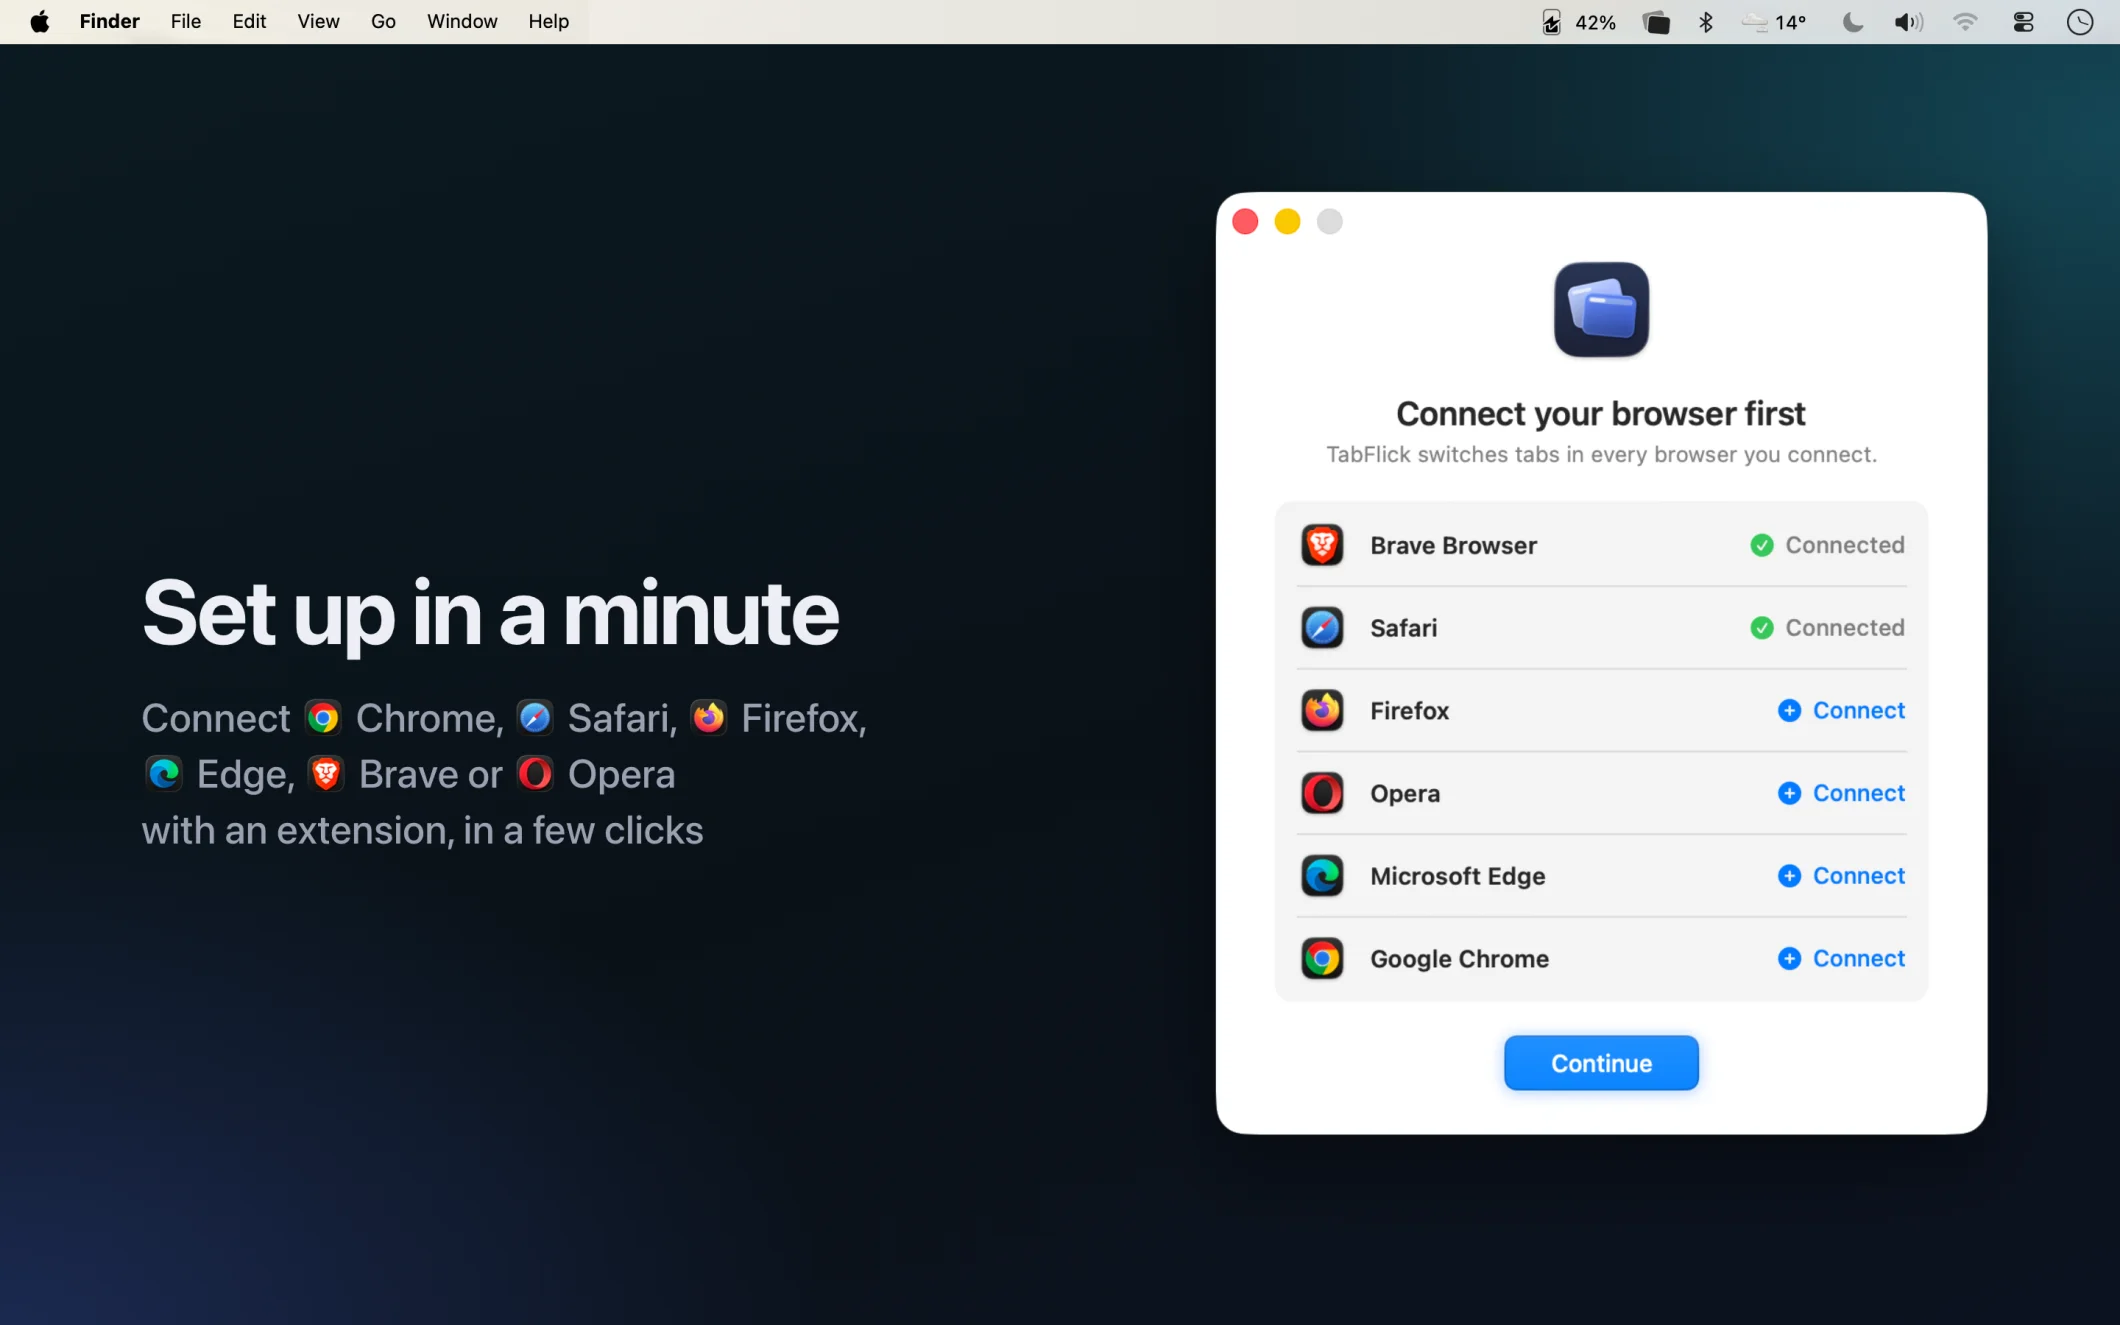 Finder File Edit View Go Window Help 42% 14°
Set up in a minute
Connect Chrome, Safari, Firefox,
Edge, Brave or Opera
with an extension, in a few clicks
Connect your browser first
TabFlick switches tabs in every browser you connect.
Brave Browser Connected
Safari Connected
Firefox Connect
Opera Connect
Microsoft Edge Connect
Google Chrome Connect
Continue